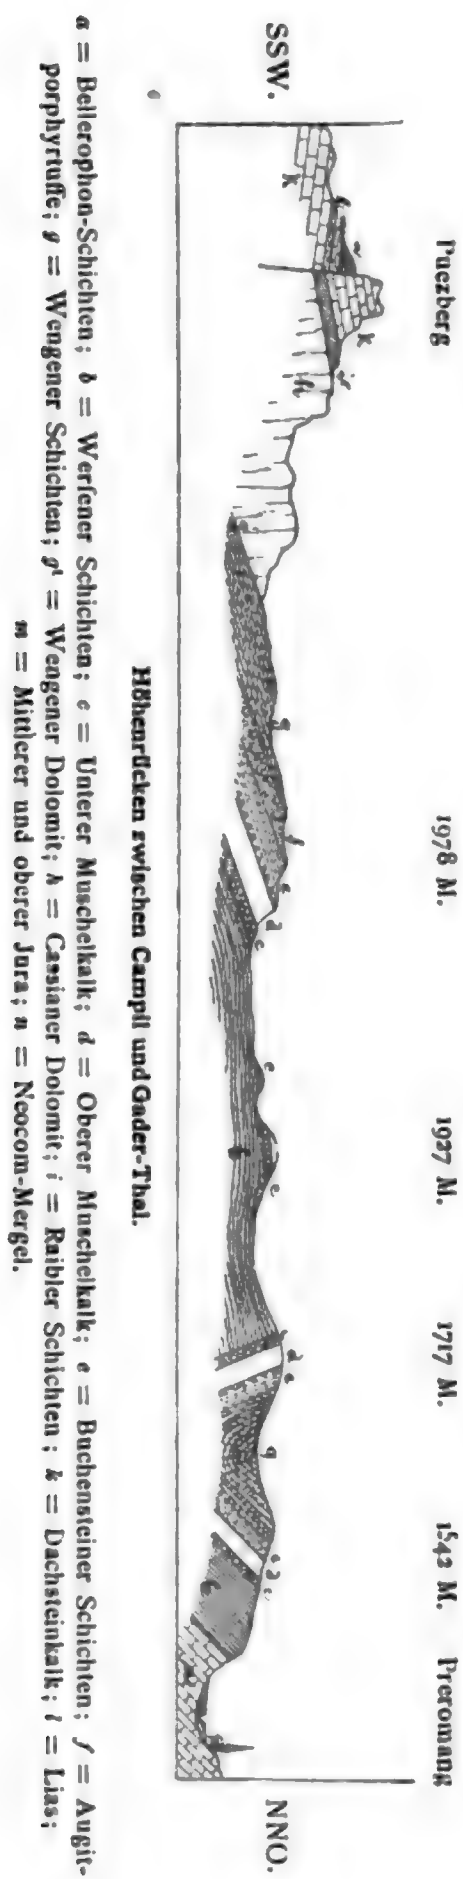 Puezberg 1978 M. 1927 M. 1717 M. 1542 M. Preromang
SSW. NNO.
k
k
i
h
g
f
e
d
c
c
e
b
d
e
g
e
d
c
Höhenrücken zwischen Campil und Gader-Thal.
a = Bellerophon-Schichten; b = Werfener Schichten; c = Unterer Muschelkalk; d = Oberer Muschelkalk; e = Buchensteiner Schichten; f = Augit-
porphyrtuffe; g = Wengener Schichten; g¹ = Wengener Dolomit; h = Cassianer Dolomit; i = Raibler Schichten; k = Dachsteinkalk; l = Lias;
m = Mittlerer und oberer Jura; n = Neocom-Mergel.